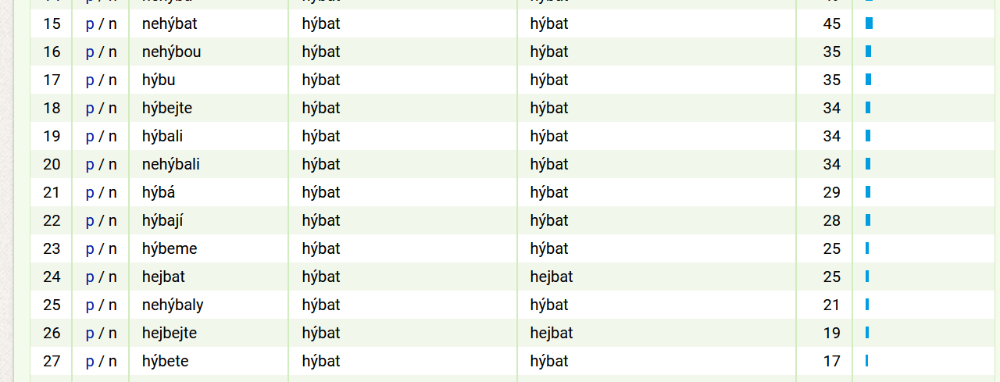 15 p / n nehýbat hýbat hýbat 45
16 p / n nehýbou hýbat hýbat 35
17 p / n hýbu hýbat hýbat 35
18 p / n hýbejte hýbat hýbat 34
19 p / n hýbali hýbat hýbat 34
20 p / n nehýbali hýbat hýbat 34
21 p / n hýbá hýbat hýbat 29
22 p / n hýbají hýbat hýbat 28
23 p / n hýbeme hýbat hýbat 25
24 p / n hejbat hýbat hejbat 25
25 p / n nehýbaly hýbat hýbat 21
26 p / n hejbejte hýbat hejbat 19
27 p / n hýbete hýbat hýbat 17